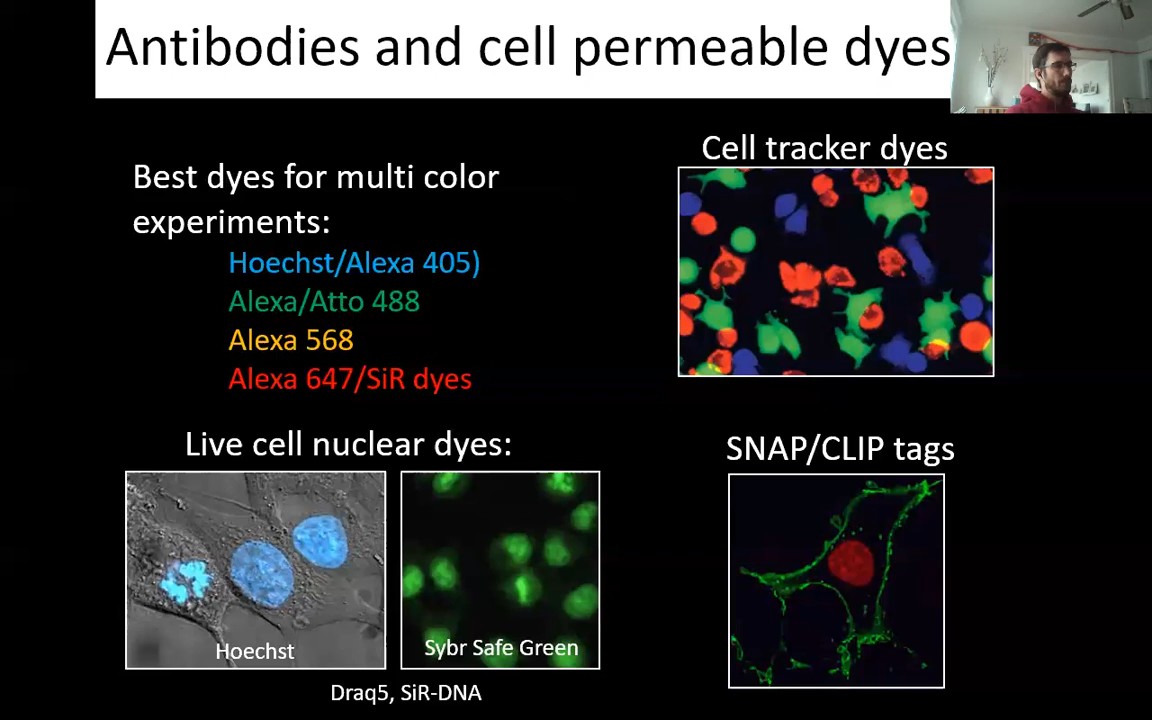 Antibodies and cell permeable dyes
Best dyes for multi color
experiments:
Hoechst/Alexa 405)
Alexa/Atto 488
Alexa 568
Alexa 647/SiR dyes
Cell tracker dyes
Live cell nuclear dyes:
Hoechst
Sybr Safe Green
Draq5, SiR-DNA
SNAP/CLIP tags